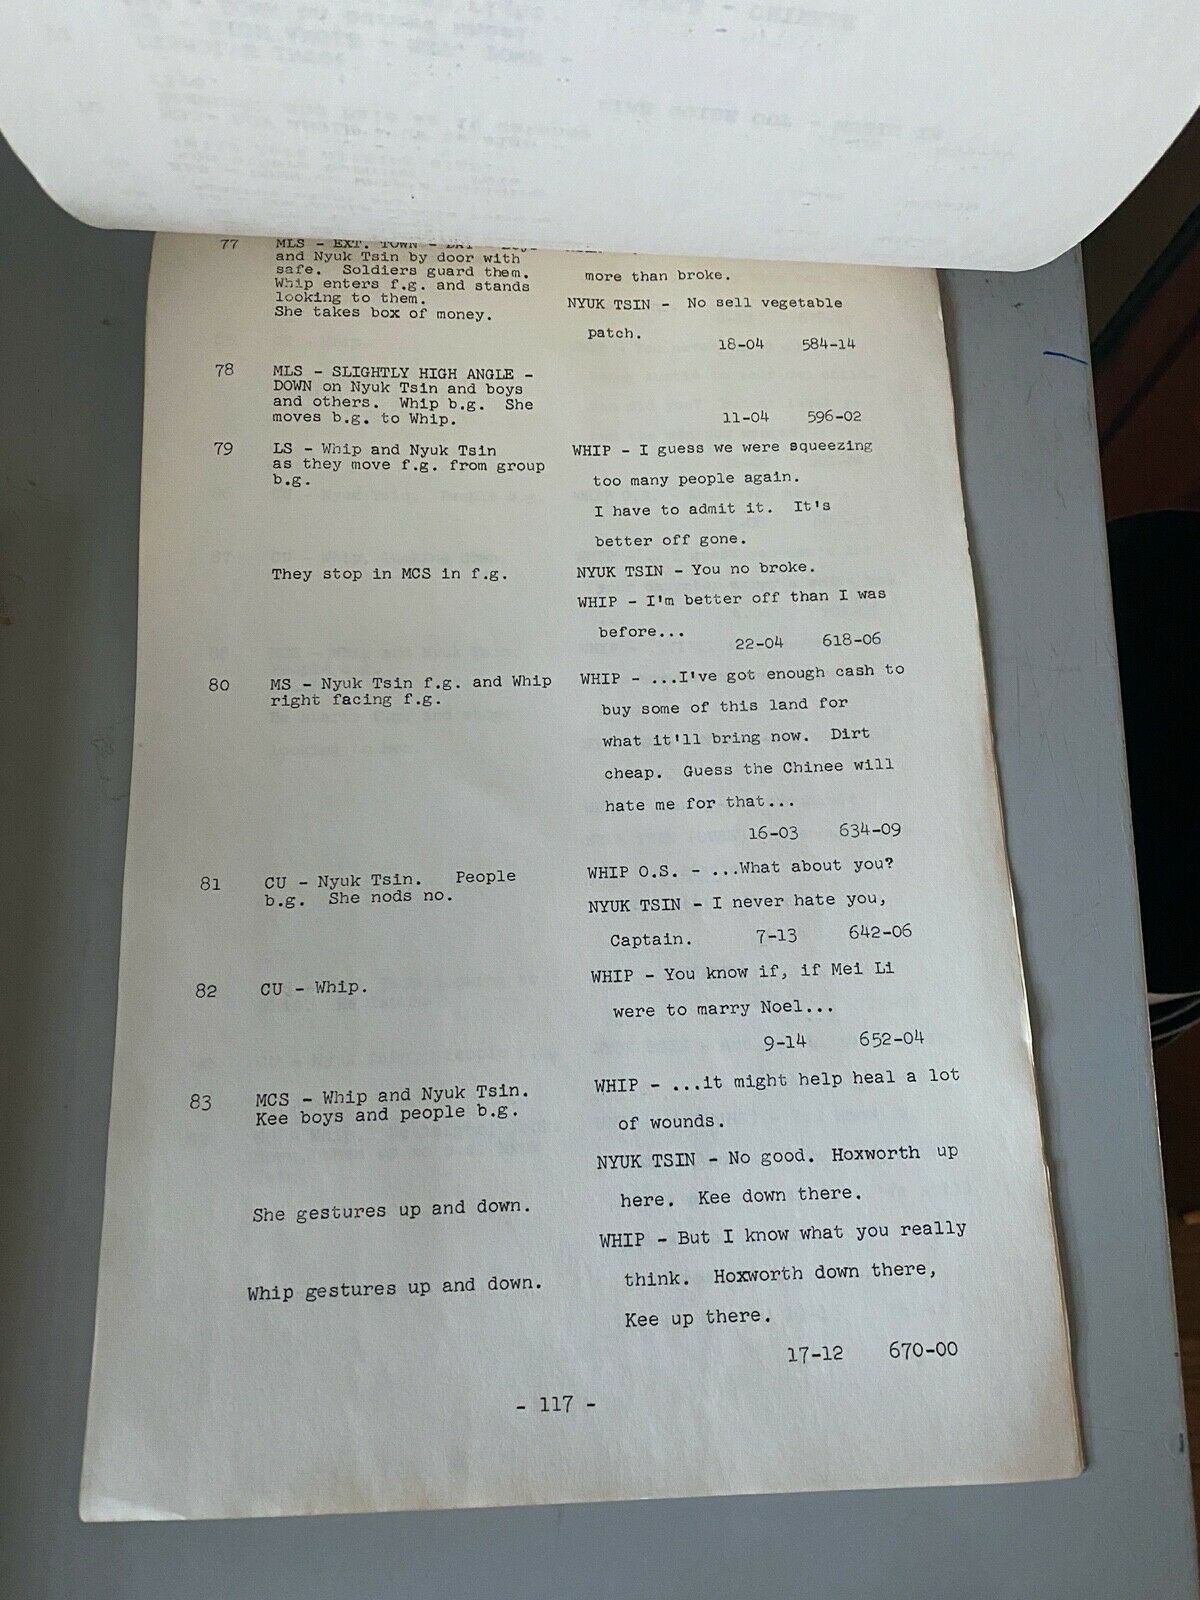 77 MLS - EXT. TOWN - DAY -
and Nyuk Tsin by door with
safe. Soldiers guard them.
Whip enters f.g. and stands
looking to them.
She takes box of money.
more than broke.
NYUK TSIN - No sell vegetable
patch.
18-04 584-14
78 MLS - SLIGHTLY HIGH ANGLE -
DOWN on Nyuk Tsin and boys
and others. Whip b.g. She
moves b.g. to Whip.
11-04 596-02
79 LS - Whip and Nyuk Tsin
as they move f.g. from group
b.g.
WHIP - I guess we were squeezing
too many people again.
I have to admit it. It's
better off gone.
They stop in MCS in f.g.
NYUK TSIN - You no broke.
WHIP - I'm better off than I was
before...
22-04 618-06
80 MS - Nyuk Tsin f.g. and Whip
right facing f.g.
WHIP - ...I've got enough cash to
buy some of this land for
what it'll bring now. Dirt
cheap. Guess the Chinee will
hate me for that...
16-03 634-09
81 CU - Nyuk Tsin. People
b.g. She nods no.
WHIP O.S. - ...What about you?
NYUK TSIN - I never hate you,
Captain. 7-13 642-06
82 CU - Whip.
WHIP - You know if, if Mei Li
were to marry Noel...
9-14 652-04
83 MCS - Whip and Nyuk Tsin.
Kee boys and people b.g.
WHIP - ...it might help heal a lot
of wounds.
NYUK TSIN - No good. Hoxworth up
here. Kee down there.
She gestures up and down.
WHIP - But I know what you really
think. Hoxworth down there,
Kee up there.
Whip gestures up and down.
17-12 670-00
- 117 -